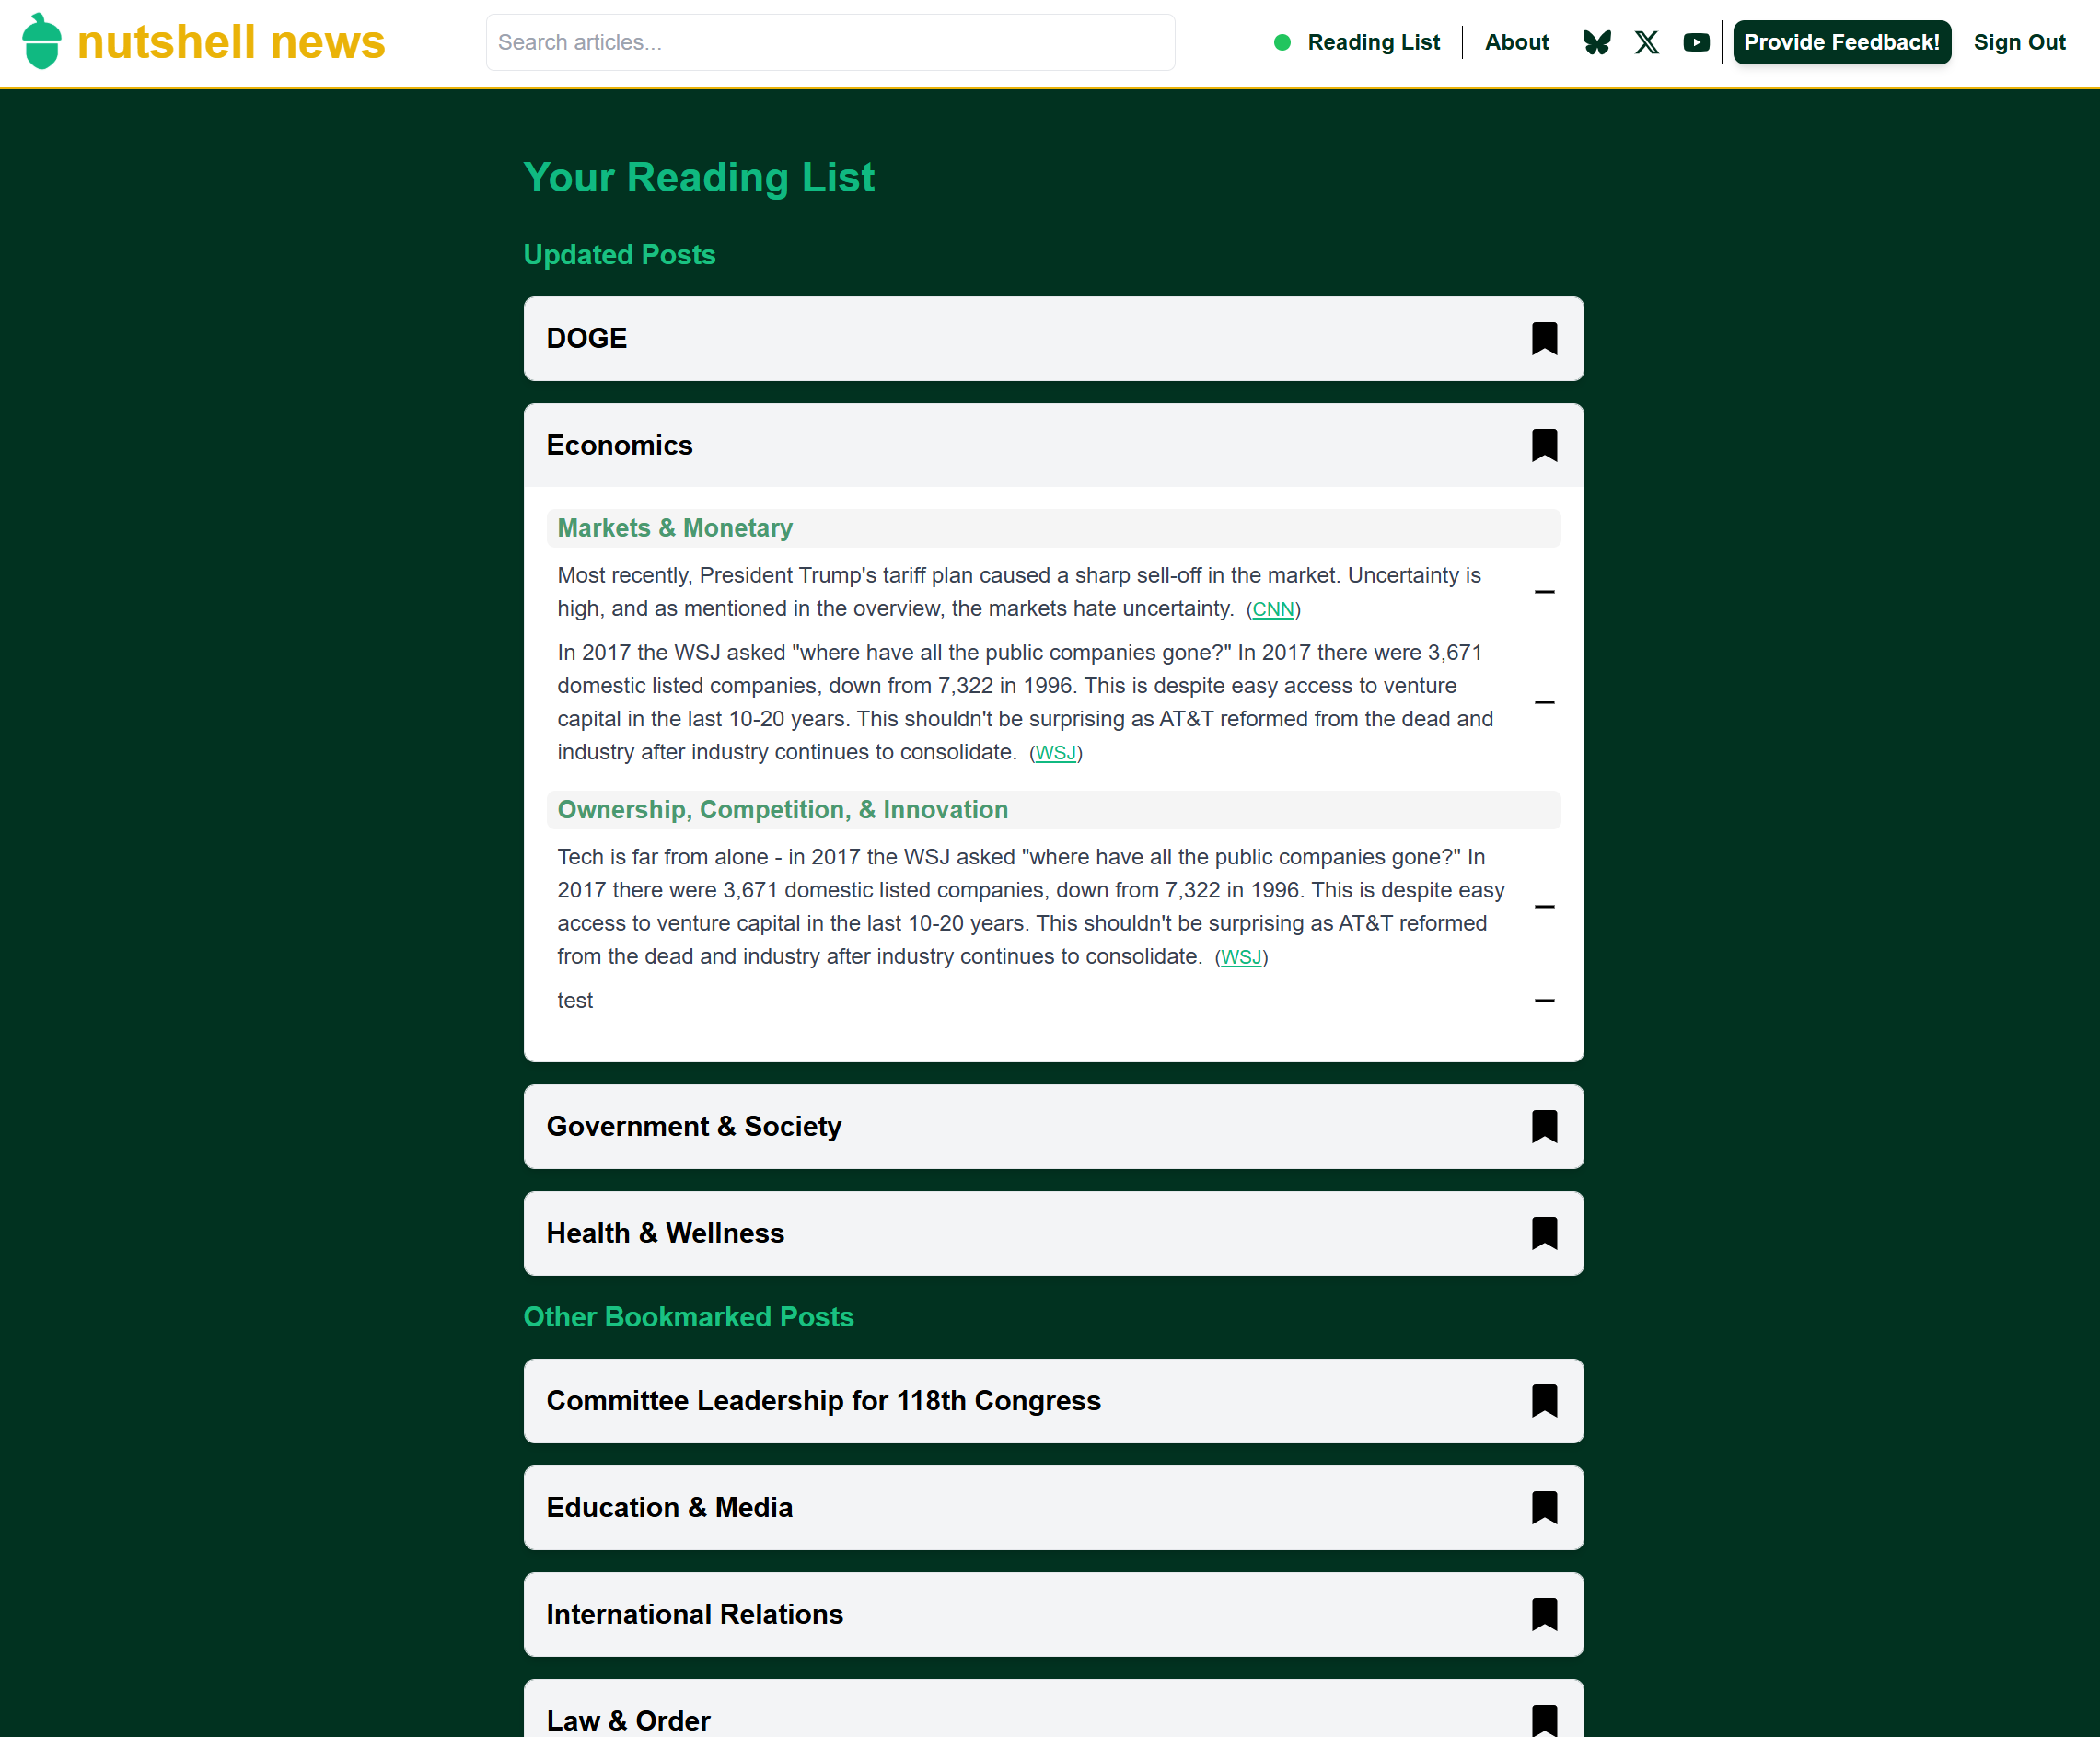 nutshell news
Search articles...
Reading List
About
Provide Feedback!
Sign Out
Your Reading List
Updated Posts
DOGE
Economics
Markets & Monetary
Most recently, President Trump's tariff plan caused a sharp sell-off in the market. Uncertainty is
high, and as mentioned in the overview, the markets hate uncertainty. (CNN)
In 2017 the WSJ asked "where have all the public companies gone?" In 2017 there were 3,671
domestic listed companies, down from 7,322 in 1996. This is despite easy access to venture
capital in the last 10-20 years. This shouldn't be surprising as AT&T reformed from the dead and
industry after industry continues to consolidate. (WSJ)
Ownership, Competition, & Innovation
Tech is far from alone - in 2017 the WSJ asked "where have all the public companies gone?" In
2017 there were 3,671 domestic listed companies, down from 7,322 in 1996. This is despite easy
access to venture capital in the last 10-20 years. This shouldn't be surprising as AT&T reformed
from the dead and industry after industry continues to consolidate. (WSJ)
test
Government & Society
Health & Wellness
Other Bookmarked Posts
Committee Leadership for 118th Congress
Education & Media
International Relations
Law & Order